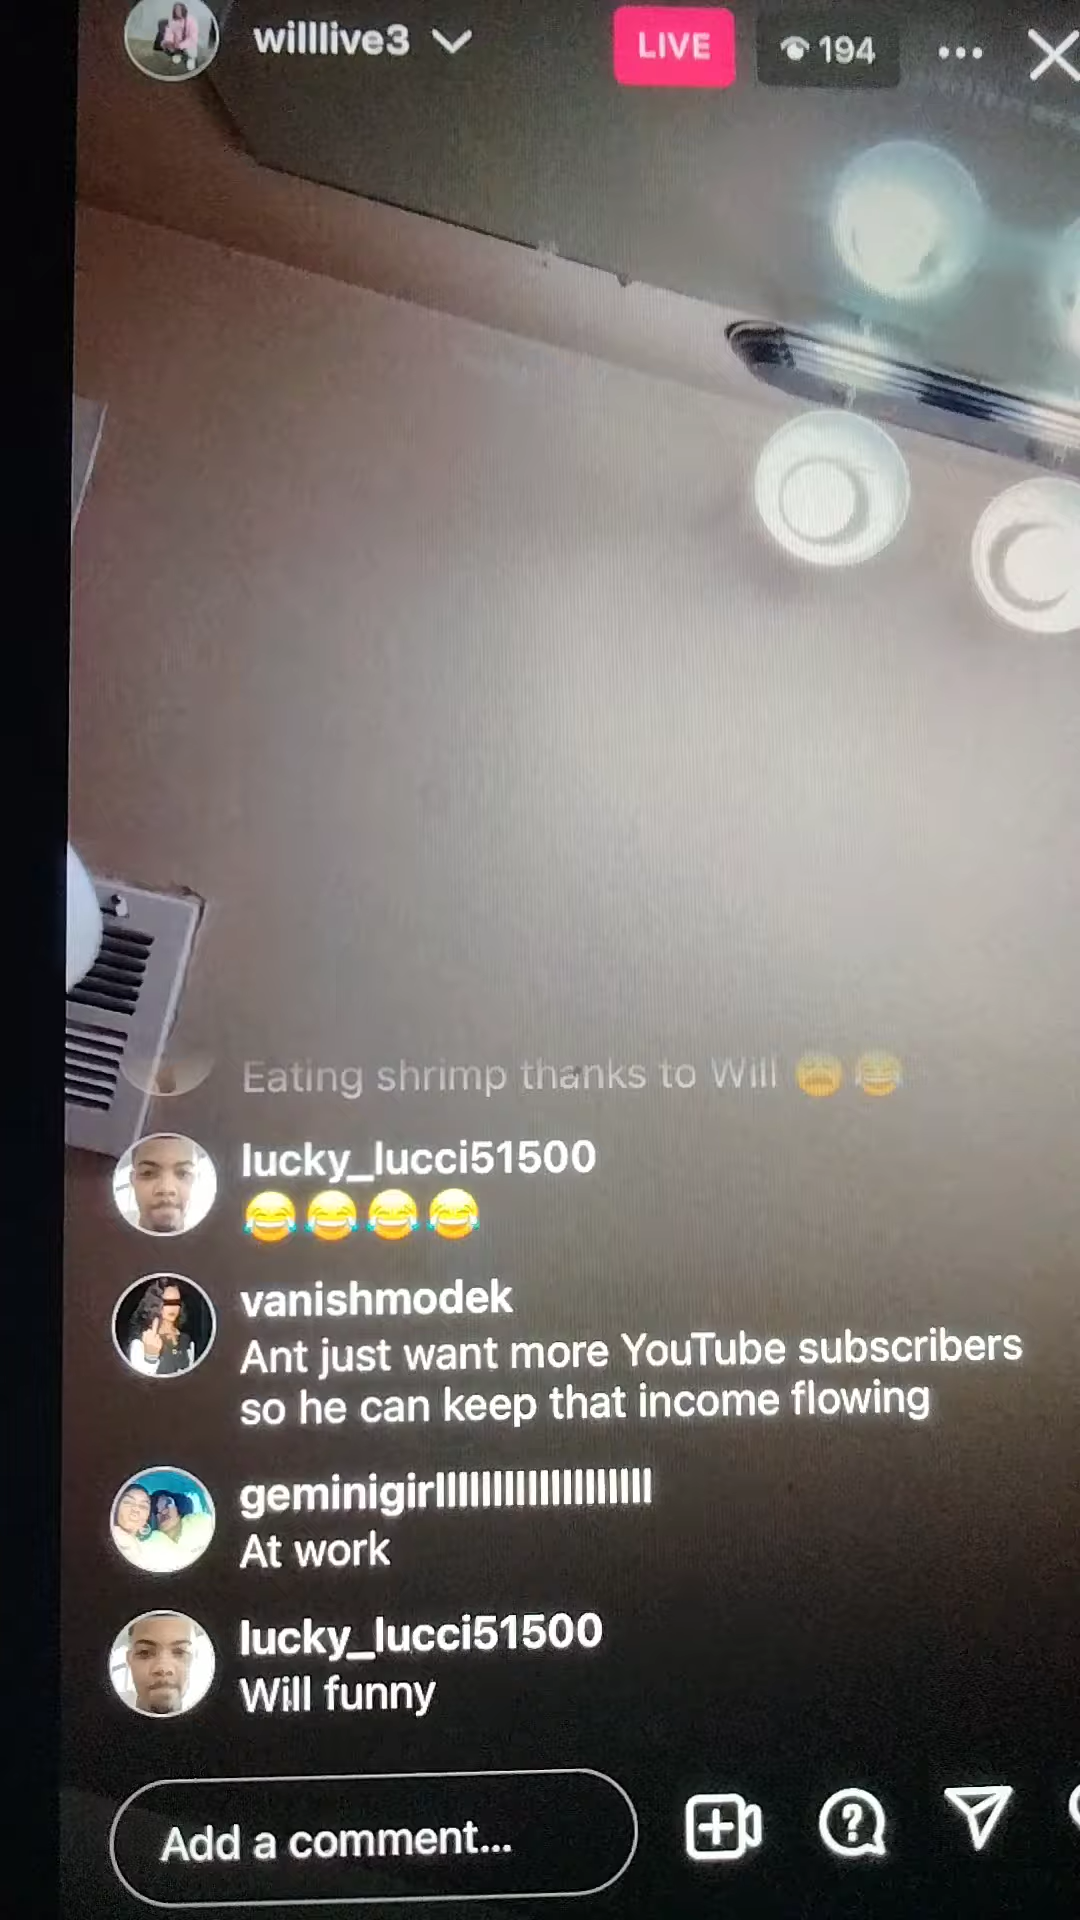 willlive3
LIVE
194
Eating shrimp thanks to Will 😩 😂
lucky_lucci51500
😂😂😂😂
vanishmodek
Ant just want more YouTube subscribers
so he can keep that income flowing
geminigirlllllllllllllllllll
At work
lucky_lucci51500
Will funny
Add a comment...